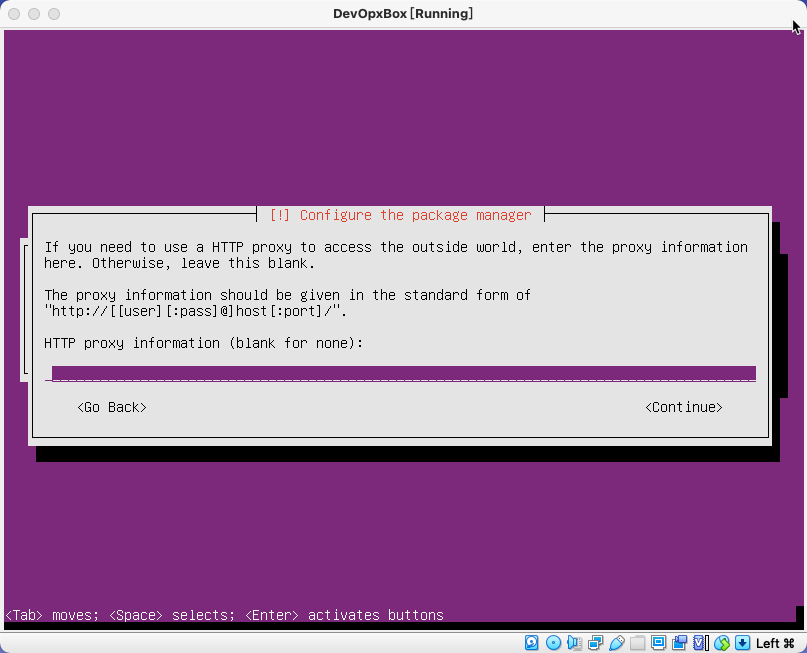 DevOpxBox [Running]
[!] Configure the package manager
If you need to use a HTTP proxy to access the outside world, enter the proxy information
here. Otherwise, leave this blank.
The proxy information should be given in the standard form of
"http://[[user][:pass]@]host[:port]/".
HTTP proxy information (blank for none):
<Go Back> <Continue>
<Tab> moves; <Space> selects; <Enter> activates buttons
Left ⌘